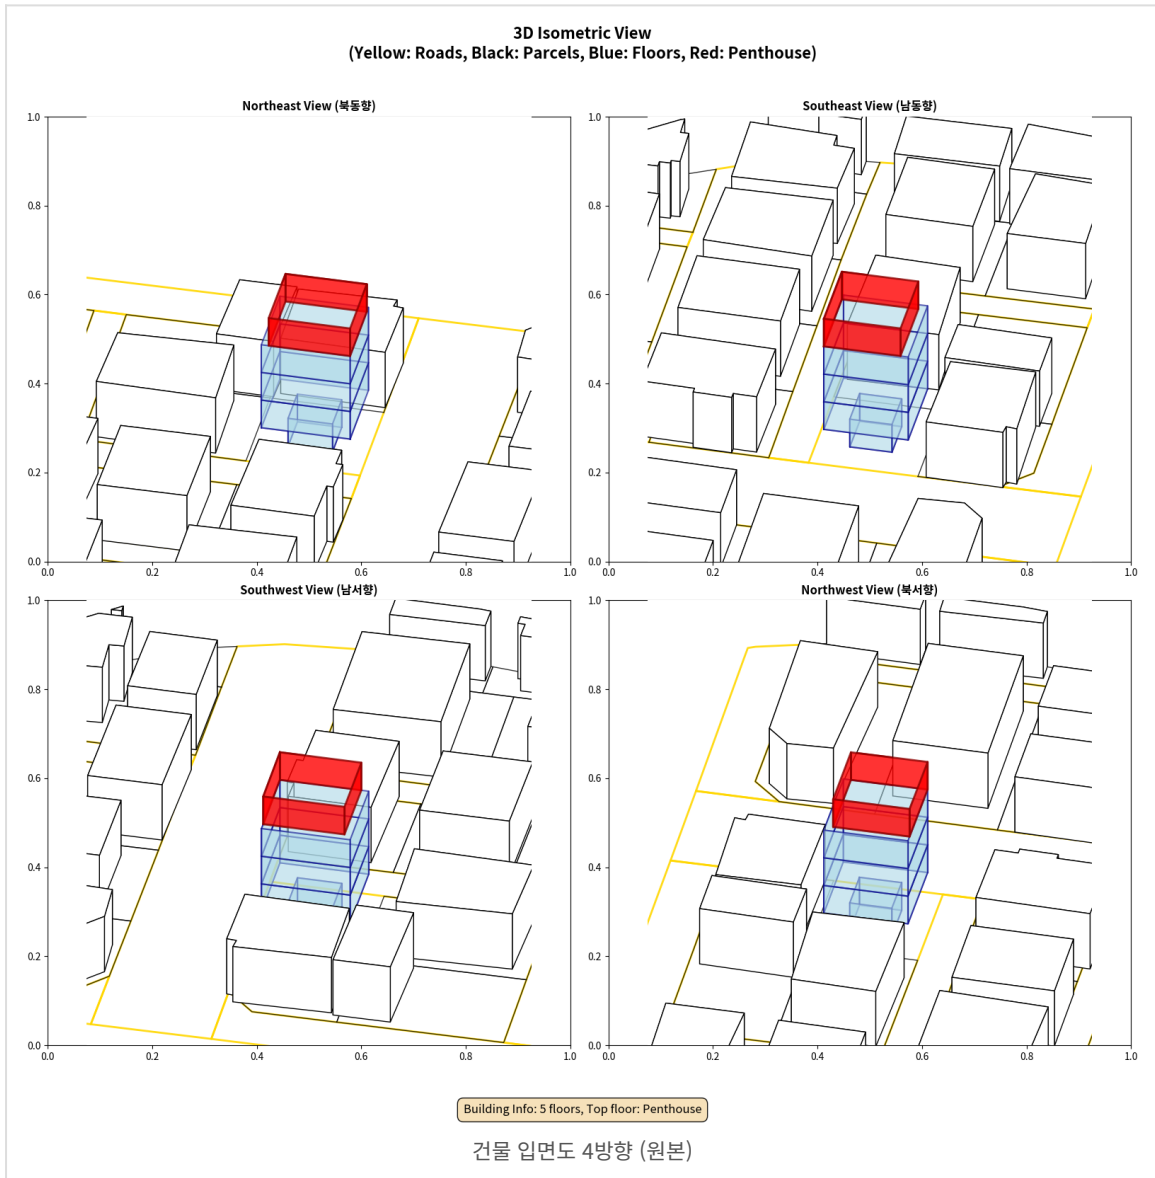 3D Isometric View
(Yellow: Roads, Black: Parcels, Blue: Floors, Red: Penthouse)
Northeast View (북동향)
1.0
0.8
0.6
0.4
0.2
0.0
0.0 0.2 0.4 0.6 0.8 1.0
Southeast View (남동향)
1.0
0.8
0.6
0.4
0.2
0.0
0.0 0.2 0.4 0.6 0.8 1.0
Southwest View (남서향)
1.0
0.8
0.6
0.4
0.2
0.0
0.0 0.2 0.4 0.6 0.8 1.0
Northwest View (북서향)
1.0
0.8
0.6
0.4
0.2
0.0
0.0 0.2 0.4 0.6 0.8 1.0
Building Info: 5 floors, Top floor: Penthouse
건물 입면도 4방향 (원본)